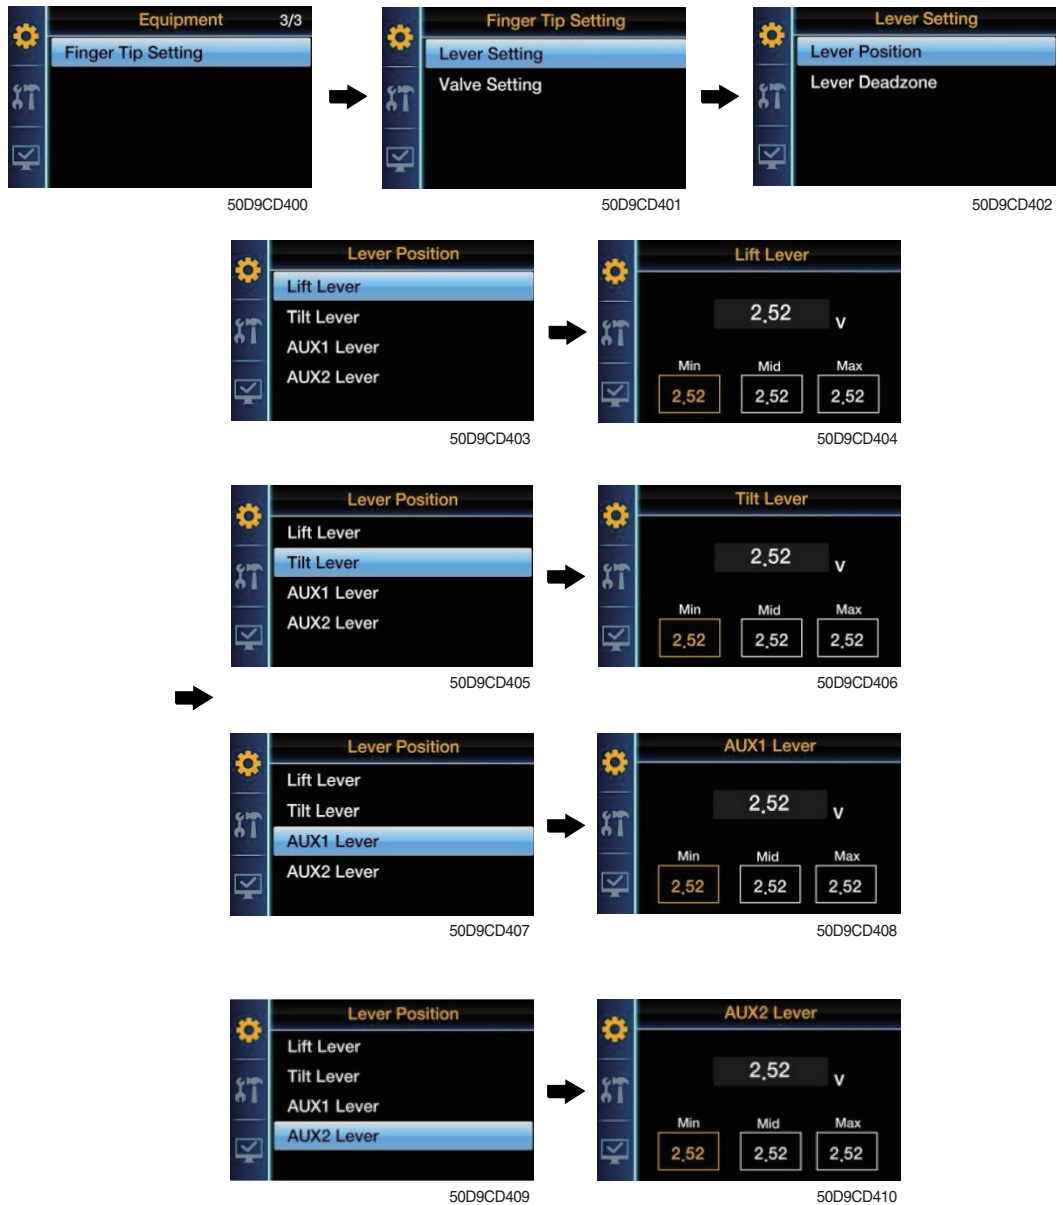 Equipment 3/3
Finger Tip Setting
50D9CD400
Finger Tip Setting
Lever Setting
Valve Setting
50D9CD401
Lever Setting
Lever Position
Lever Deadzone
50D9CD402
Lever Position
Lift Lever
Tilt Lever
AUX1 Lever
AUX2 Lever
50D9CD403
Lift Lever
2.52 V
Min Mid Max
2.52 2.52 2.52
50D9CD404
Lever Position
Lift Lever
Tilt Lever
AUX1 Lever
AUX2 Lever
50D9CD405
Tilt Lever
2.52 V
Min Mid Max
2.52 2.52 2.52
50D9CD406
Lever Position
Lift Lever
Tilt Lever
AUX1 Lever
AUX2 Lever
50D9CD407
AUX1 Lever
2.52 V
Min Mid Max
2.52 2.52 2.52
50D9CD408
Lever Position
Lift Lever
Tilt Lever
AUX1 Lever
AUX2 Lever
50D9CD409
AUX2 Lever
2.52 V
Min Mid Max
2.52 2.52 2.52
50D9CD410